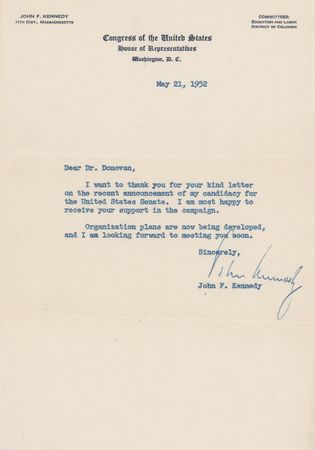 JOHN F. KENNEDY
11TH DIST., MASSACHUSETTS
COMMITTEES:
EDUCATION AND LABOR
DISTRICT OF COLUMBIA
Congress of the United States
House of Representatives
Washington, D. C.
May 21, 1952
Dear Dr. Donovan,
I want to thank you for your kind letter
on the recent announcement of my candidacy for
the United States Senate. I am most happy to
receive your support in the campaign.
Organization plans are now being developed,
and I am looking forward to meeting you soon.
Sincerely,
John Kennedy
John F. Kennedy